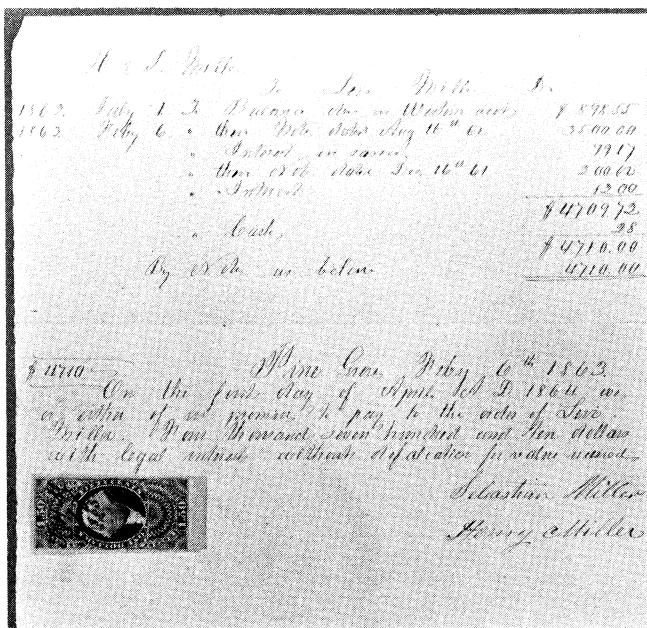 H & S. Miller
To Levi Miller Dr.
1862. July 1. To Balance due on Western acct, $ 898.55
1863. Feby 6. " their Note dated Aug 16th 62 3500.00
" Interest on same, 99.17
" their Note date Dec 16th 61 200.00
" Interest 12.00
$ 4709.72
" Cash, 28
$ 4710.00
By Note as below 4710.00
$ 4710 Pine Grove Feby 6th 1863
On the first day of April A D. 1864 we
or either of us promise to pay to the order of Levi
Miller. Four thousand seven hundred and Ten dollars
with legal interest without defalcation for value received.
Sebastian Miller
Henry Miller